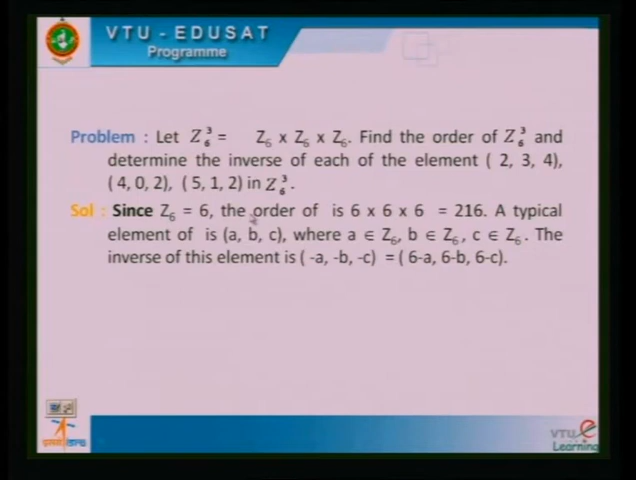 VTU - EDUSAT
Programme
Problem : Let Z₆³ = Z₆ x Z₆ x Z₆. Find the order of Z₆³ and
determine the inverse of each of the element ( 2, 3, 4),
( 4, 0, 2), ( 5, 1, 2) in Z₆³.
Sol : Since Z₆ = 6, the order of is 6 x 6 x 6 = 216. A typical
element of is (a, b, c), where a ∈ Z₆, b ∈ Z₆, c ∈ Z₆. The
inverse of this element is ( -a, -b, -c) = ( 6-a, 6-b, 6-c).
VTU e
Learning